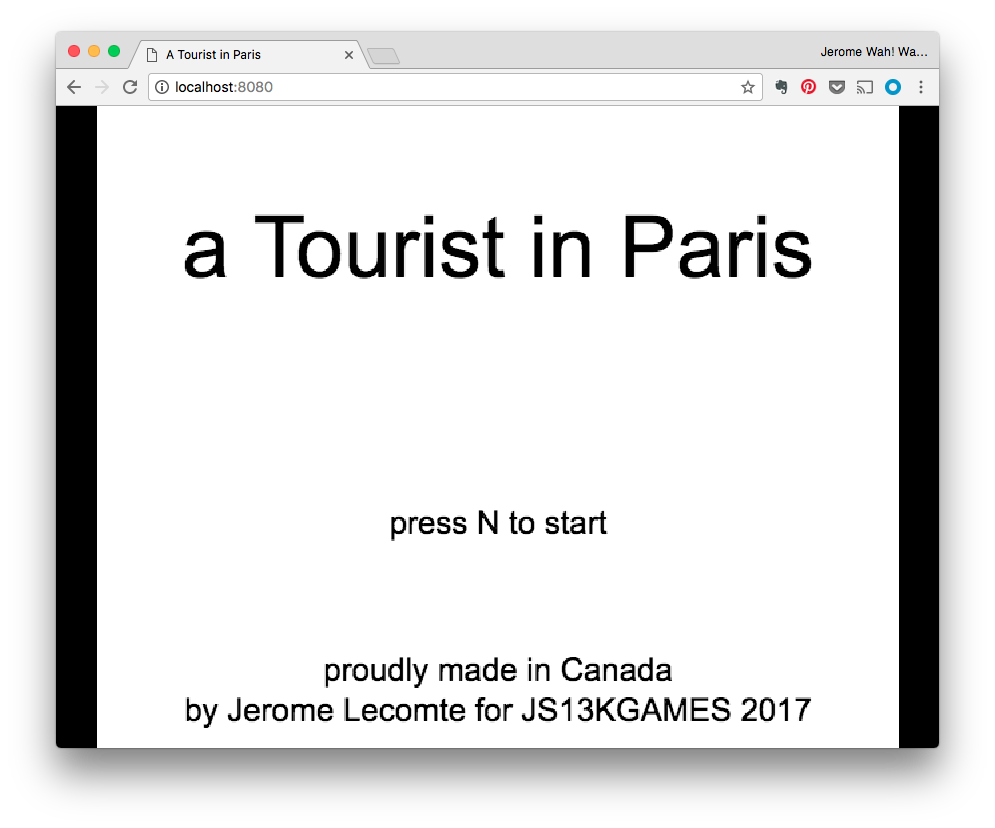 A Tourist in Paris
Jerome Wah! Wa...
localhost:8080
a Tourist in Paris
press N to start
proudly made in Canada
by Jerome Lecomte for JS13KGAMES 2017